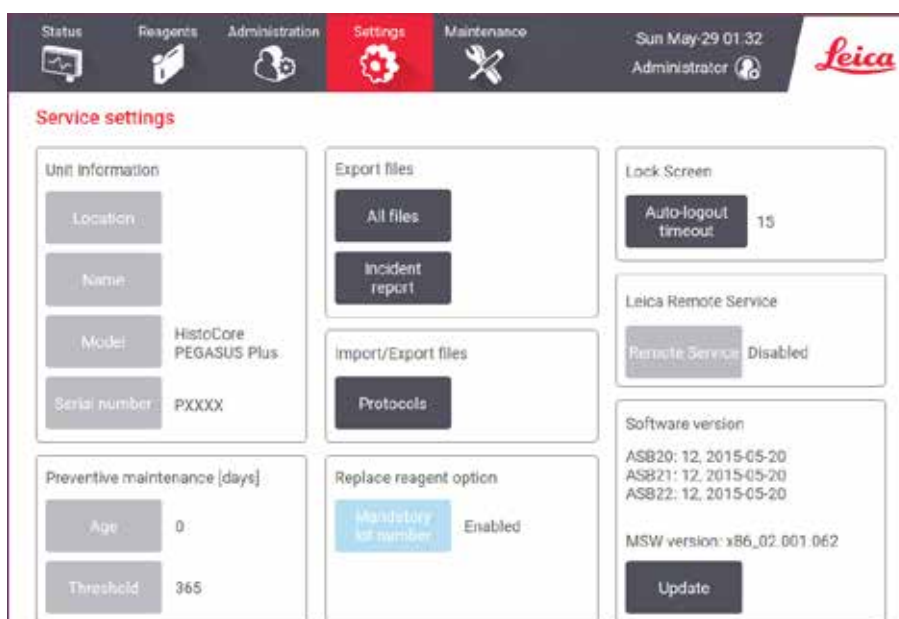 Status Reagents Administration Settings Maintenance
Sun May-29 01:32
Administrator
Leica
Service settings
Unit Information
Location
Name
Model
HistoCore
PEGASUS Plus
Serial number
PXXXX
Preventive maintenance [days]
Age
0
Threshold
365
Export files
All files
Incident
report
Import/Export files
Protocols
Replace reagent option
Mandatory
lot number
Enabled
Lock Screen
Auto-logout
timeout
15
Leica Remote Service
Remote Service
Disabled
Software version
ASB20: 12, 2015-05-20
ASB21: 12, 2015-05-20
ASB22: 12, 2015-05-20
MSW version: x86_02.001.062
Update